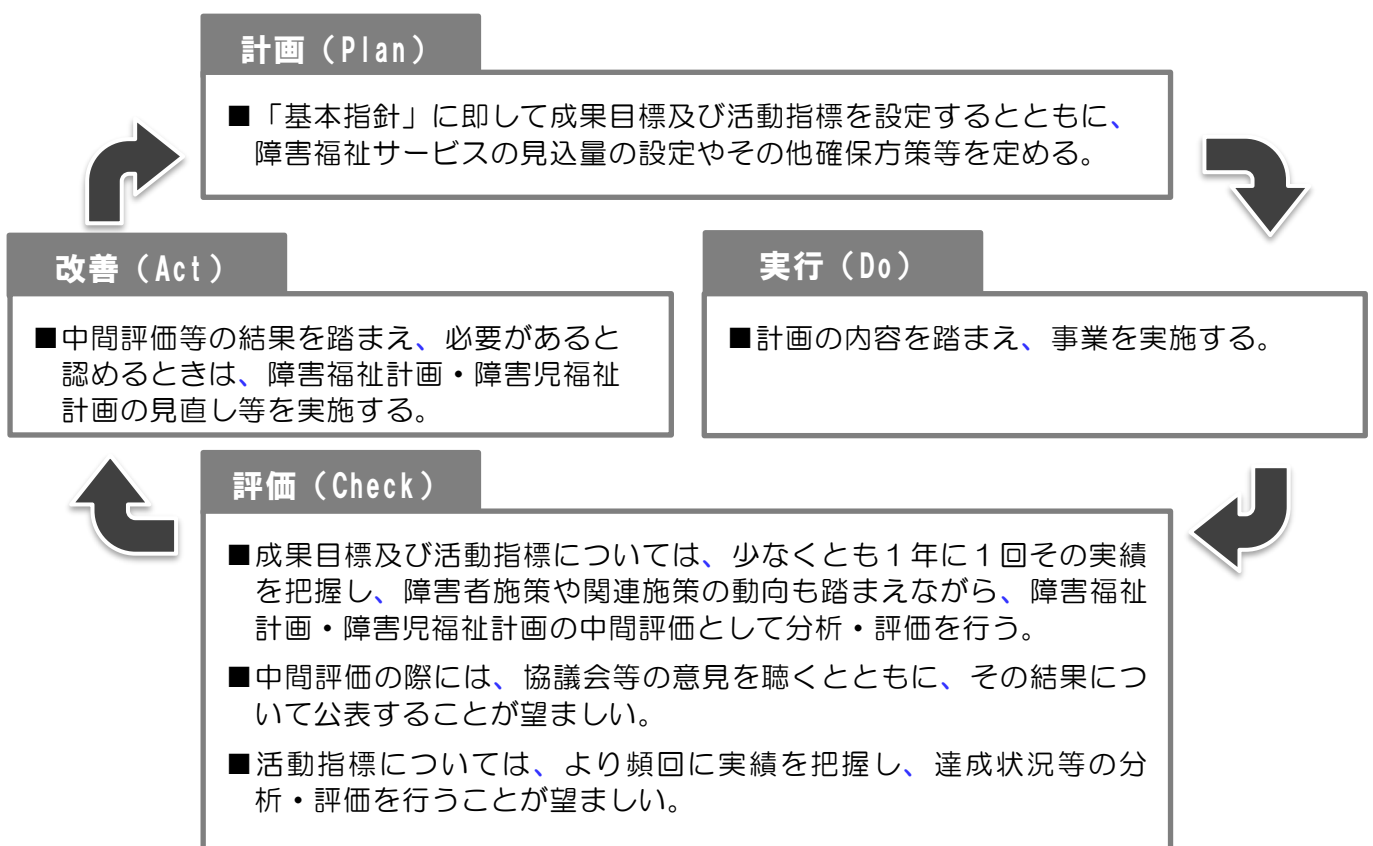 計画（Plan）
■「基本指針」に即して成果目標及び活動指標を設定するとともに、
障害福祉サービスの見込量の設定やその他確保方策等を定める。
改善（Act）
■中間評価等の結果を踏まえ、必要があると
認めるときは、障害福祉計画・障害児福祉
計画の見直し等を実施する。
実行（Do）
■計画の内容を踏まえ、事業を実施する。
評価（Check）
■成果目標及び活動指標については、少なくとも１年に１回その実績
を把握し、障害者施策や関連施策の動向も踏まえながら、障害福祉
計画・障害児福祉計画の中間評価として分析・評価を行う。
■中間評価の際には、協議会等の意見を聴くとともに、その結果につ
いて公表することが望ましい。
■活動指標については、より頻回に実績を把握し、達成状況等の分
析・評価を行うことが望ましい。